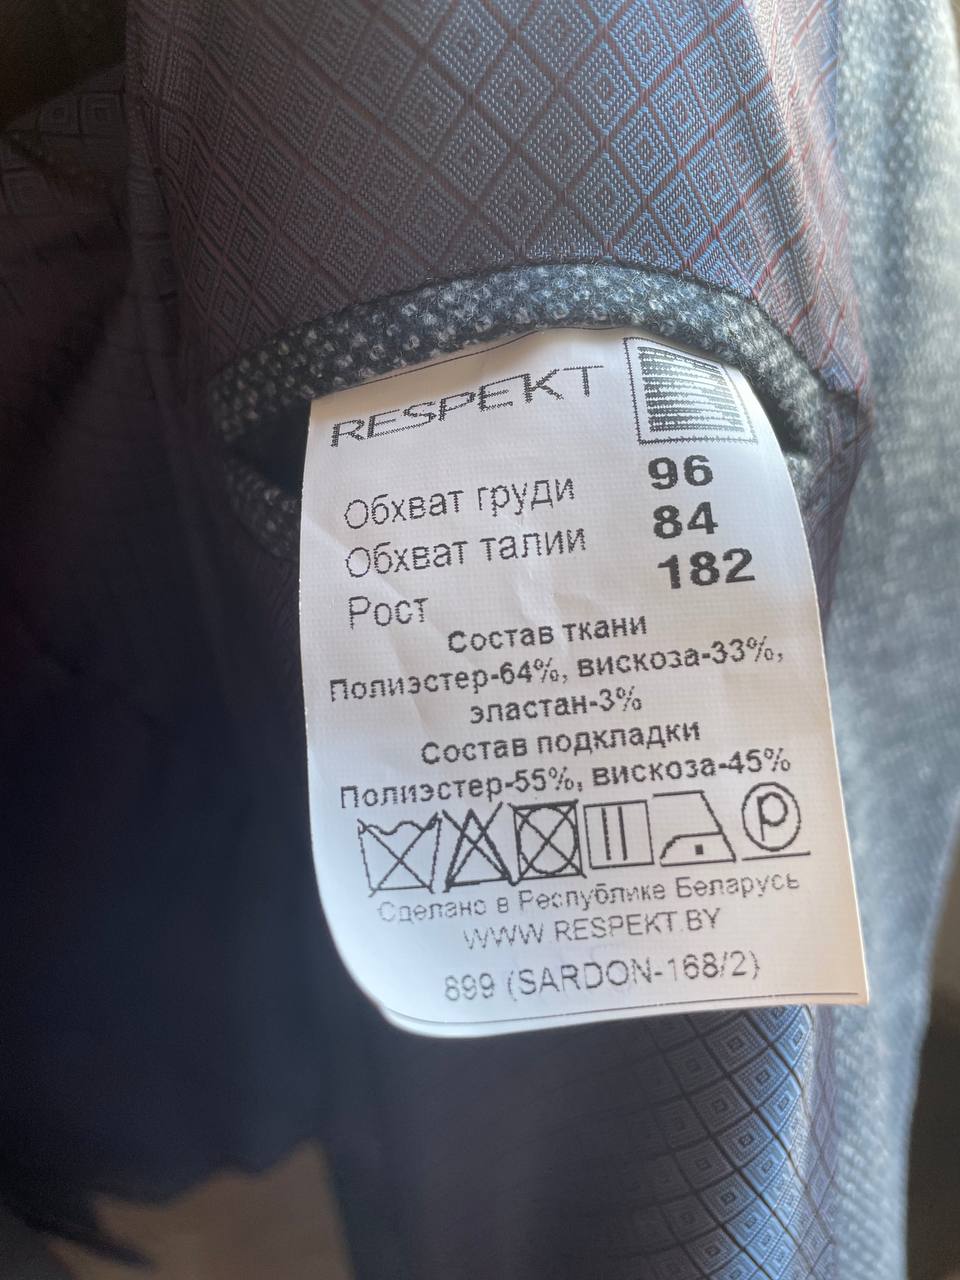 RESPEKT
Обхват груди 96
Обхват талии 84
Рост 182
Состав ткани
Полиэстер-64%, вискоза-33%,
эластан-3%
Состав подкладки
Полиэстер-55%, вискоза-45%
P
Сделано в Республике Беларусь
WWW.RESPEKT.BY
899 (SARDON-168/2)